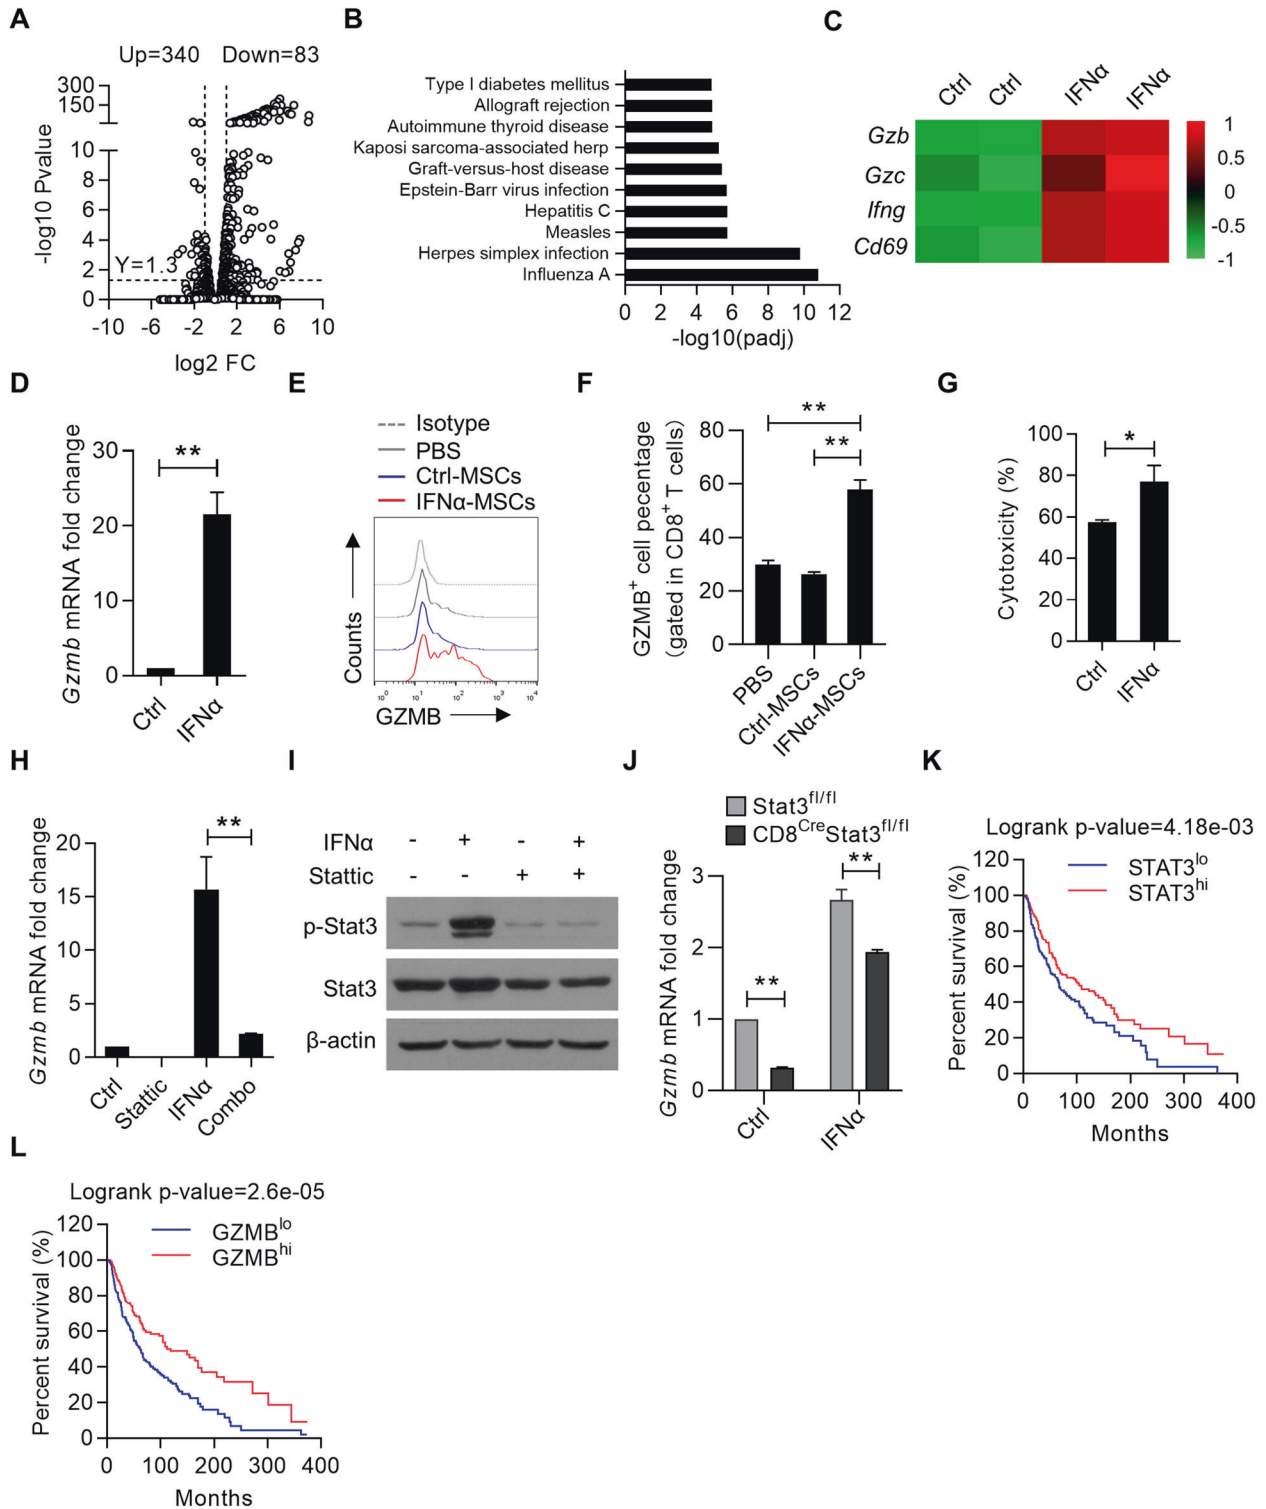 A
Up=340 Down=83
300
150
10
8
6
4
2
0
Y=1.3
-log10 Pvalue
-10 -6 -2 2 6 10
log2 FC
B
Type I diabetes mellitus
Allograft rejection
Autoimmune thyroid disease
Kaposi sarcoma-associated herp
Graft-versus-host disease
Epstein-Barr virus infection
Hepatitis C
Measles
Herpes simplex infection
Influenza A
0 2 4 6 8 10 12
-log10(padj)
C
Ctrl Ctrl IFNα IFNα
Gzb
Gzc
Ifng
Cd69
1
0.5
0
-0.5
-1
D
Gzmb mRNA fold change
30
20
10
0
**
Ctrl IFNα
E
Isotype
PBS
Ctrl-MSCs
IFNα-MSCs
Counts
10⁰ 10¹ 10² 10³ 10⁴
GZMB
F
GZMB⁺ cell pecentage
(gated in CD8⁺T cells)
80
60
40
20
0
**
**
PBS Ctrl-MSCs IFNα-MSCs
G
Cytotoxicity (%)
100
80
60
40
20
0
*
Ctrl IFNα
H
Gzmb mRNA fold change
20
15
10
5
0
**
Ctrl Stattic IFNα Combo
I
IFNα - + - +
Stattic - - + +
p-Stat3
Stat3
β-actin
J
Stat3fl/fl
CD8CreStat3fl/fl
Gzmb mRNA fold change
3
2
1
0
**
**
Ctrl IFNα
K
Logrank p-value=4.18e-03
STAT3lo
STAT3hi
Percent survival (%)
120
100
80
60
40
20
0
0 100 200 300 400
Months
L
Logrank p-value=2.6e-05
GZMBlo
GZMBhi
Percent survival (%)
120
100
80
60
40
20
0
0 100 200 300 400
Months